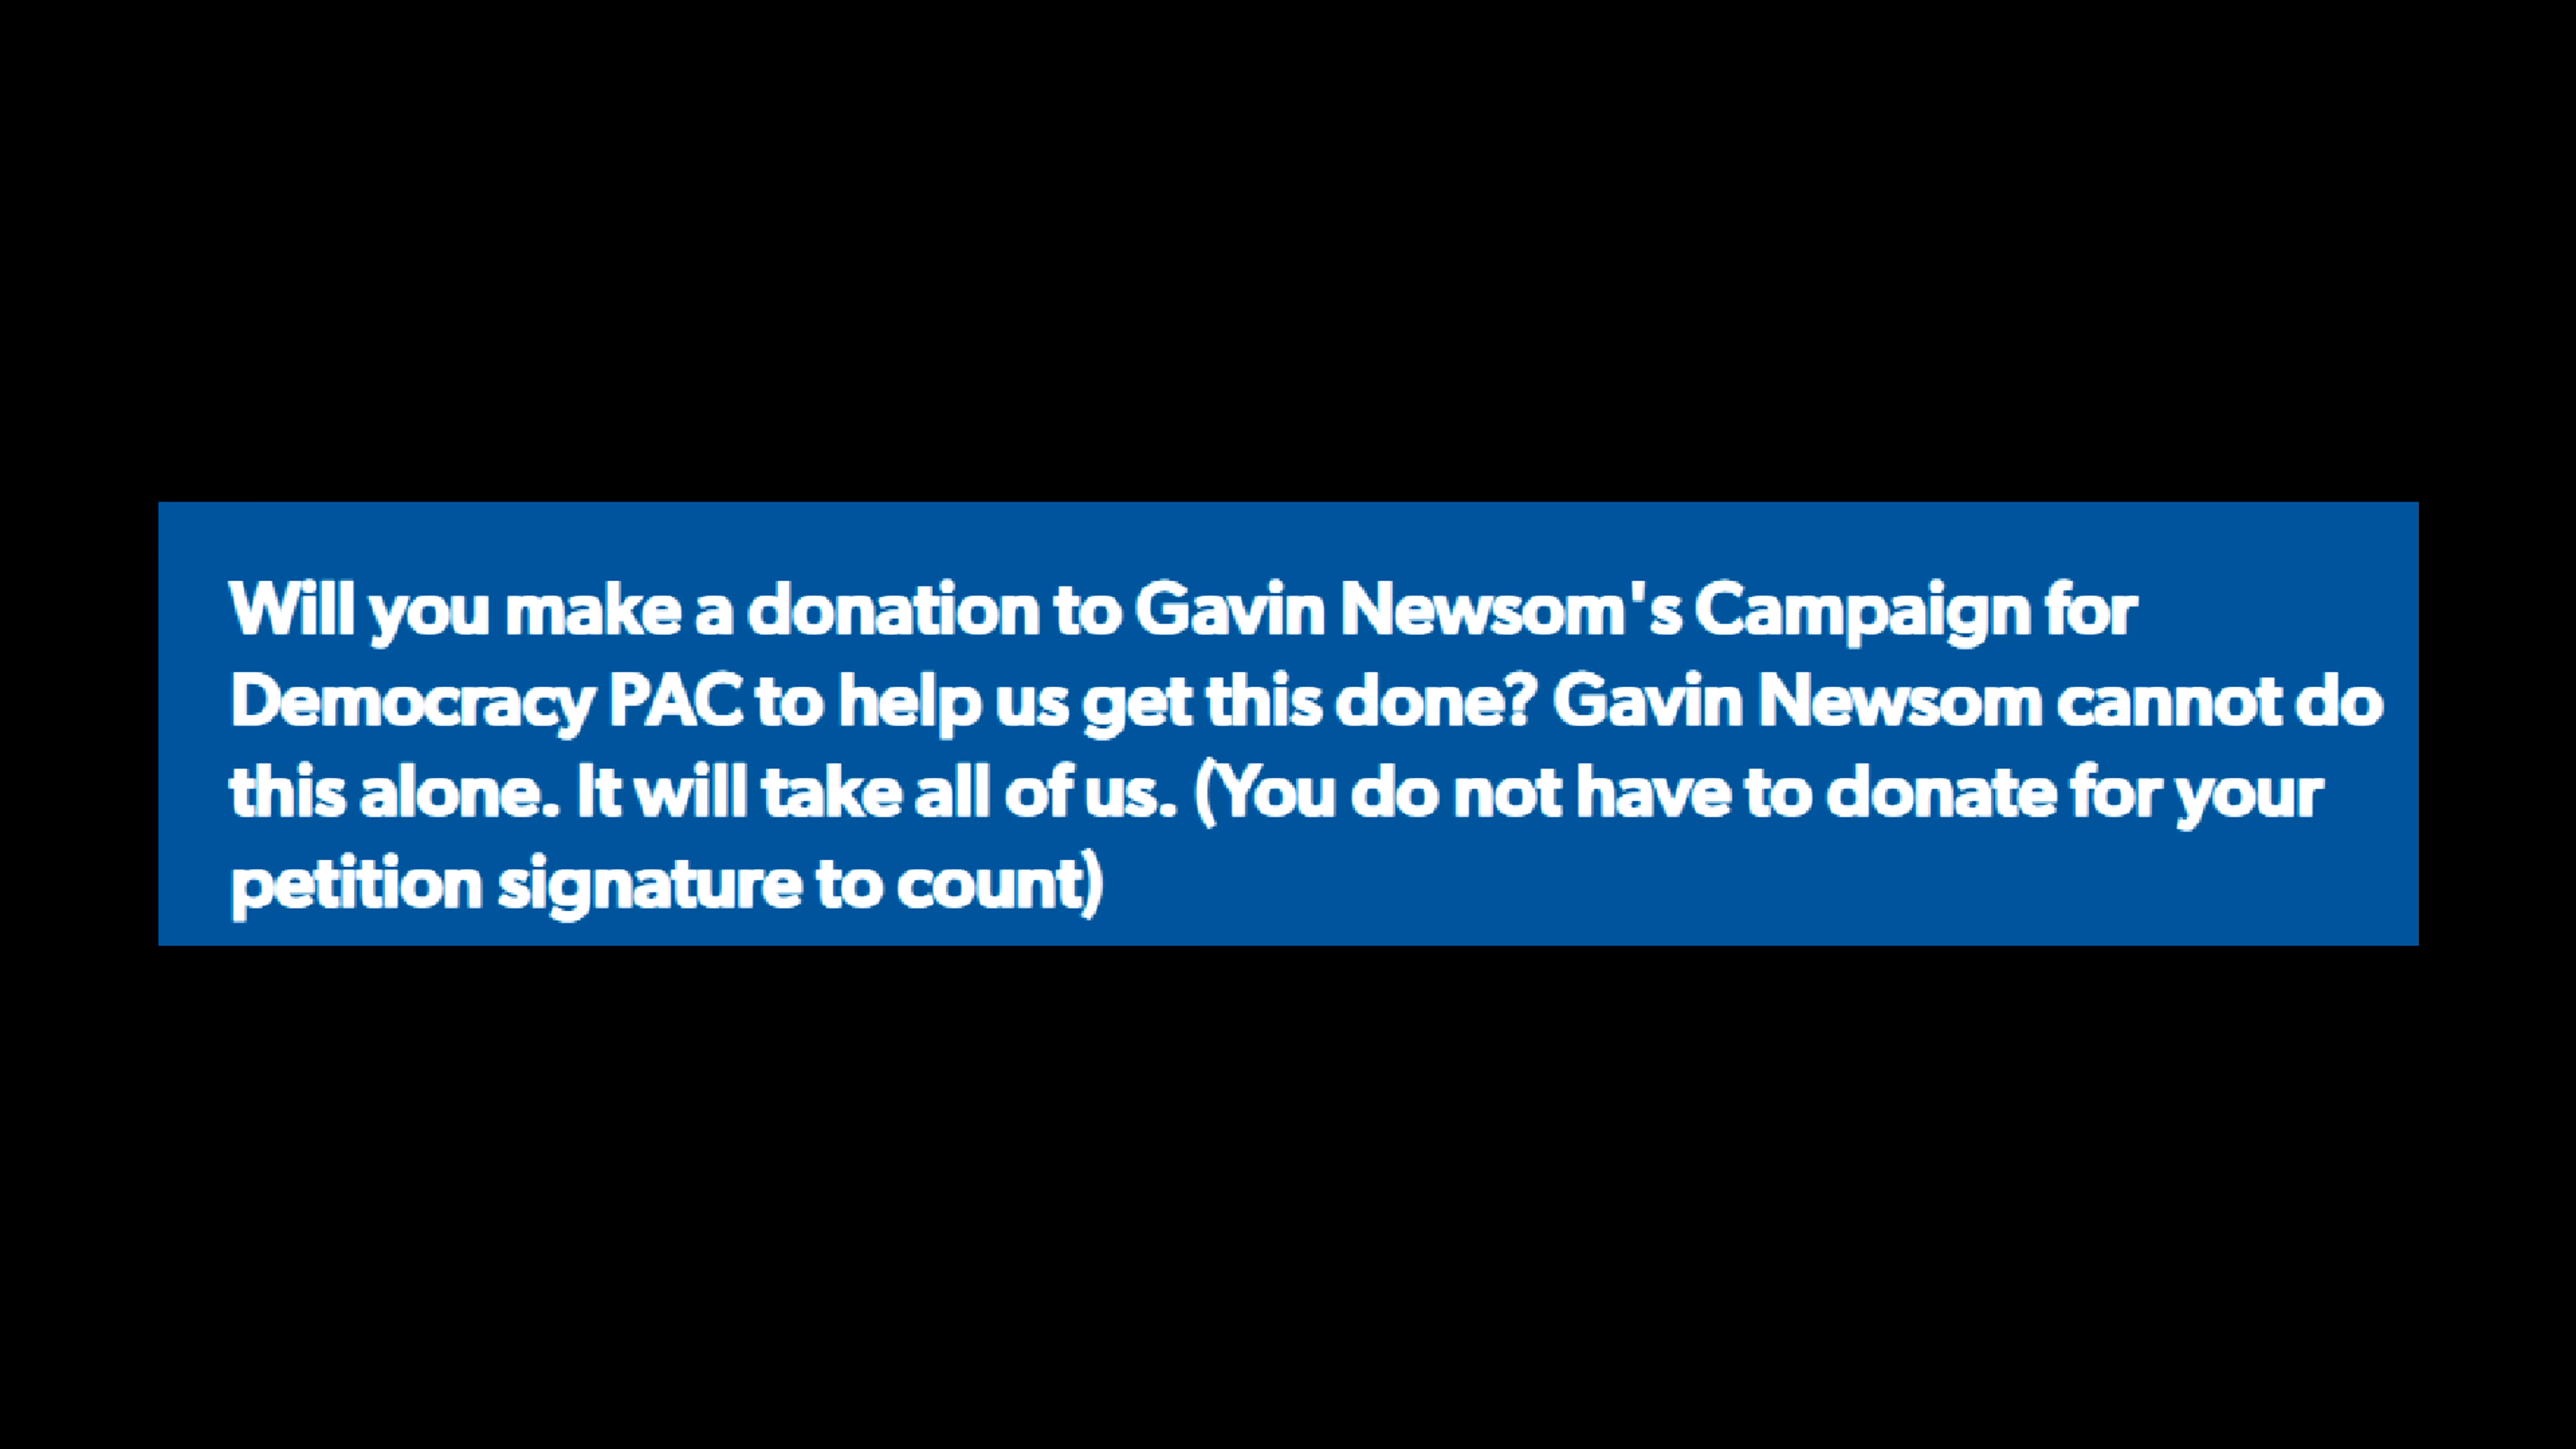 Will you make a donation to Gavin Newsom's Campaign for
Democracy PAC to help us get this done? Gavin Newsom cannot do
this alone. It will take all of us. (You do not have to donate for your
petition signature to count)